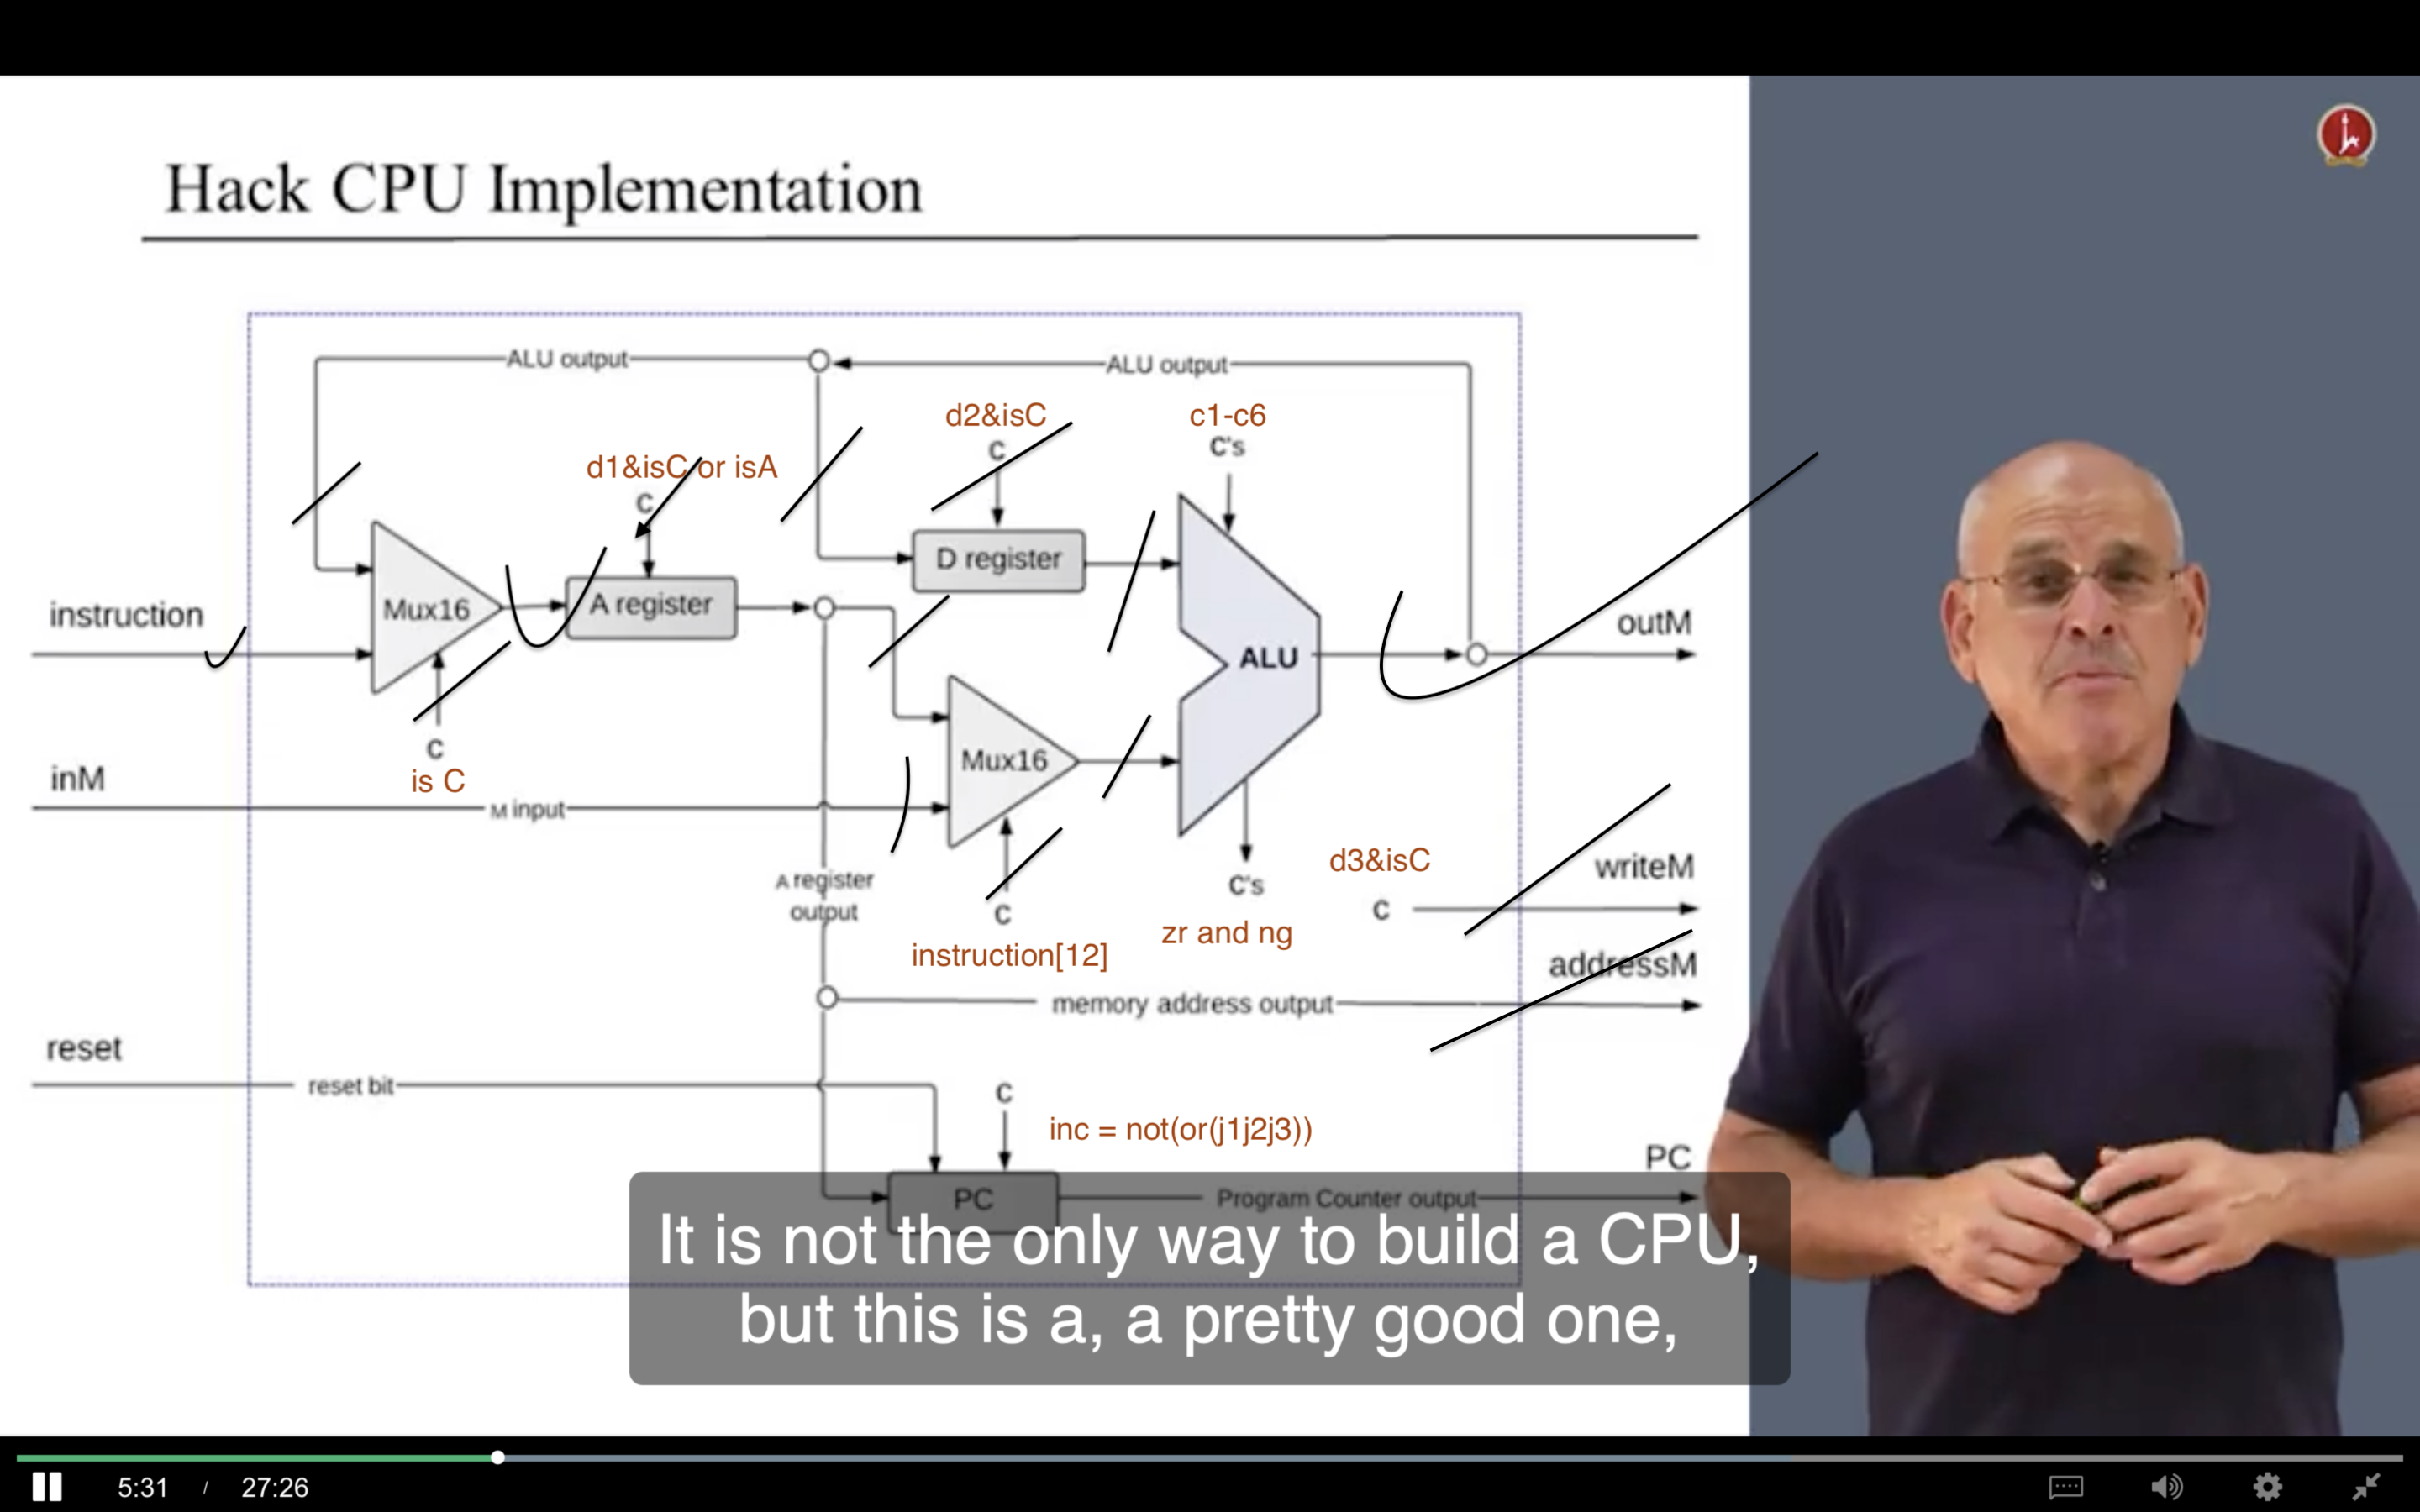 Hack CPU Implementation
ALU output
ALU output
d2&isC
c1-c6
C
C's
d1&isC or isA
C
D register
instruction
Mux16
A register
outM
ALU
C
is C
inM
Mux16
M input
d3&isC
writeM
A register
output
C's
C
C
instruction[12]
zr and ng
addressM
memory address output
reset
reset bit
C
inc = not(or(j1j2j3))
PC
PC
Program Counter output
It is not the only way to build a CPU,
but this is a, a pretty good one,
5:31 / 27:26